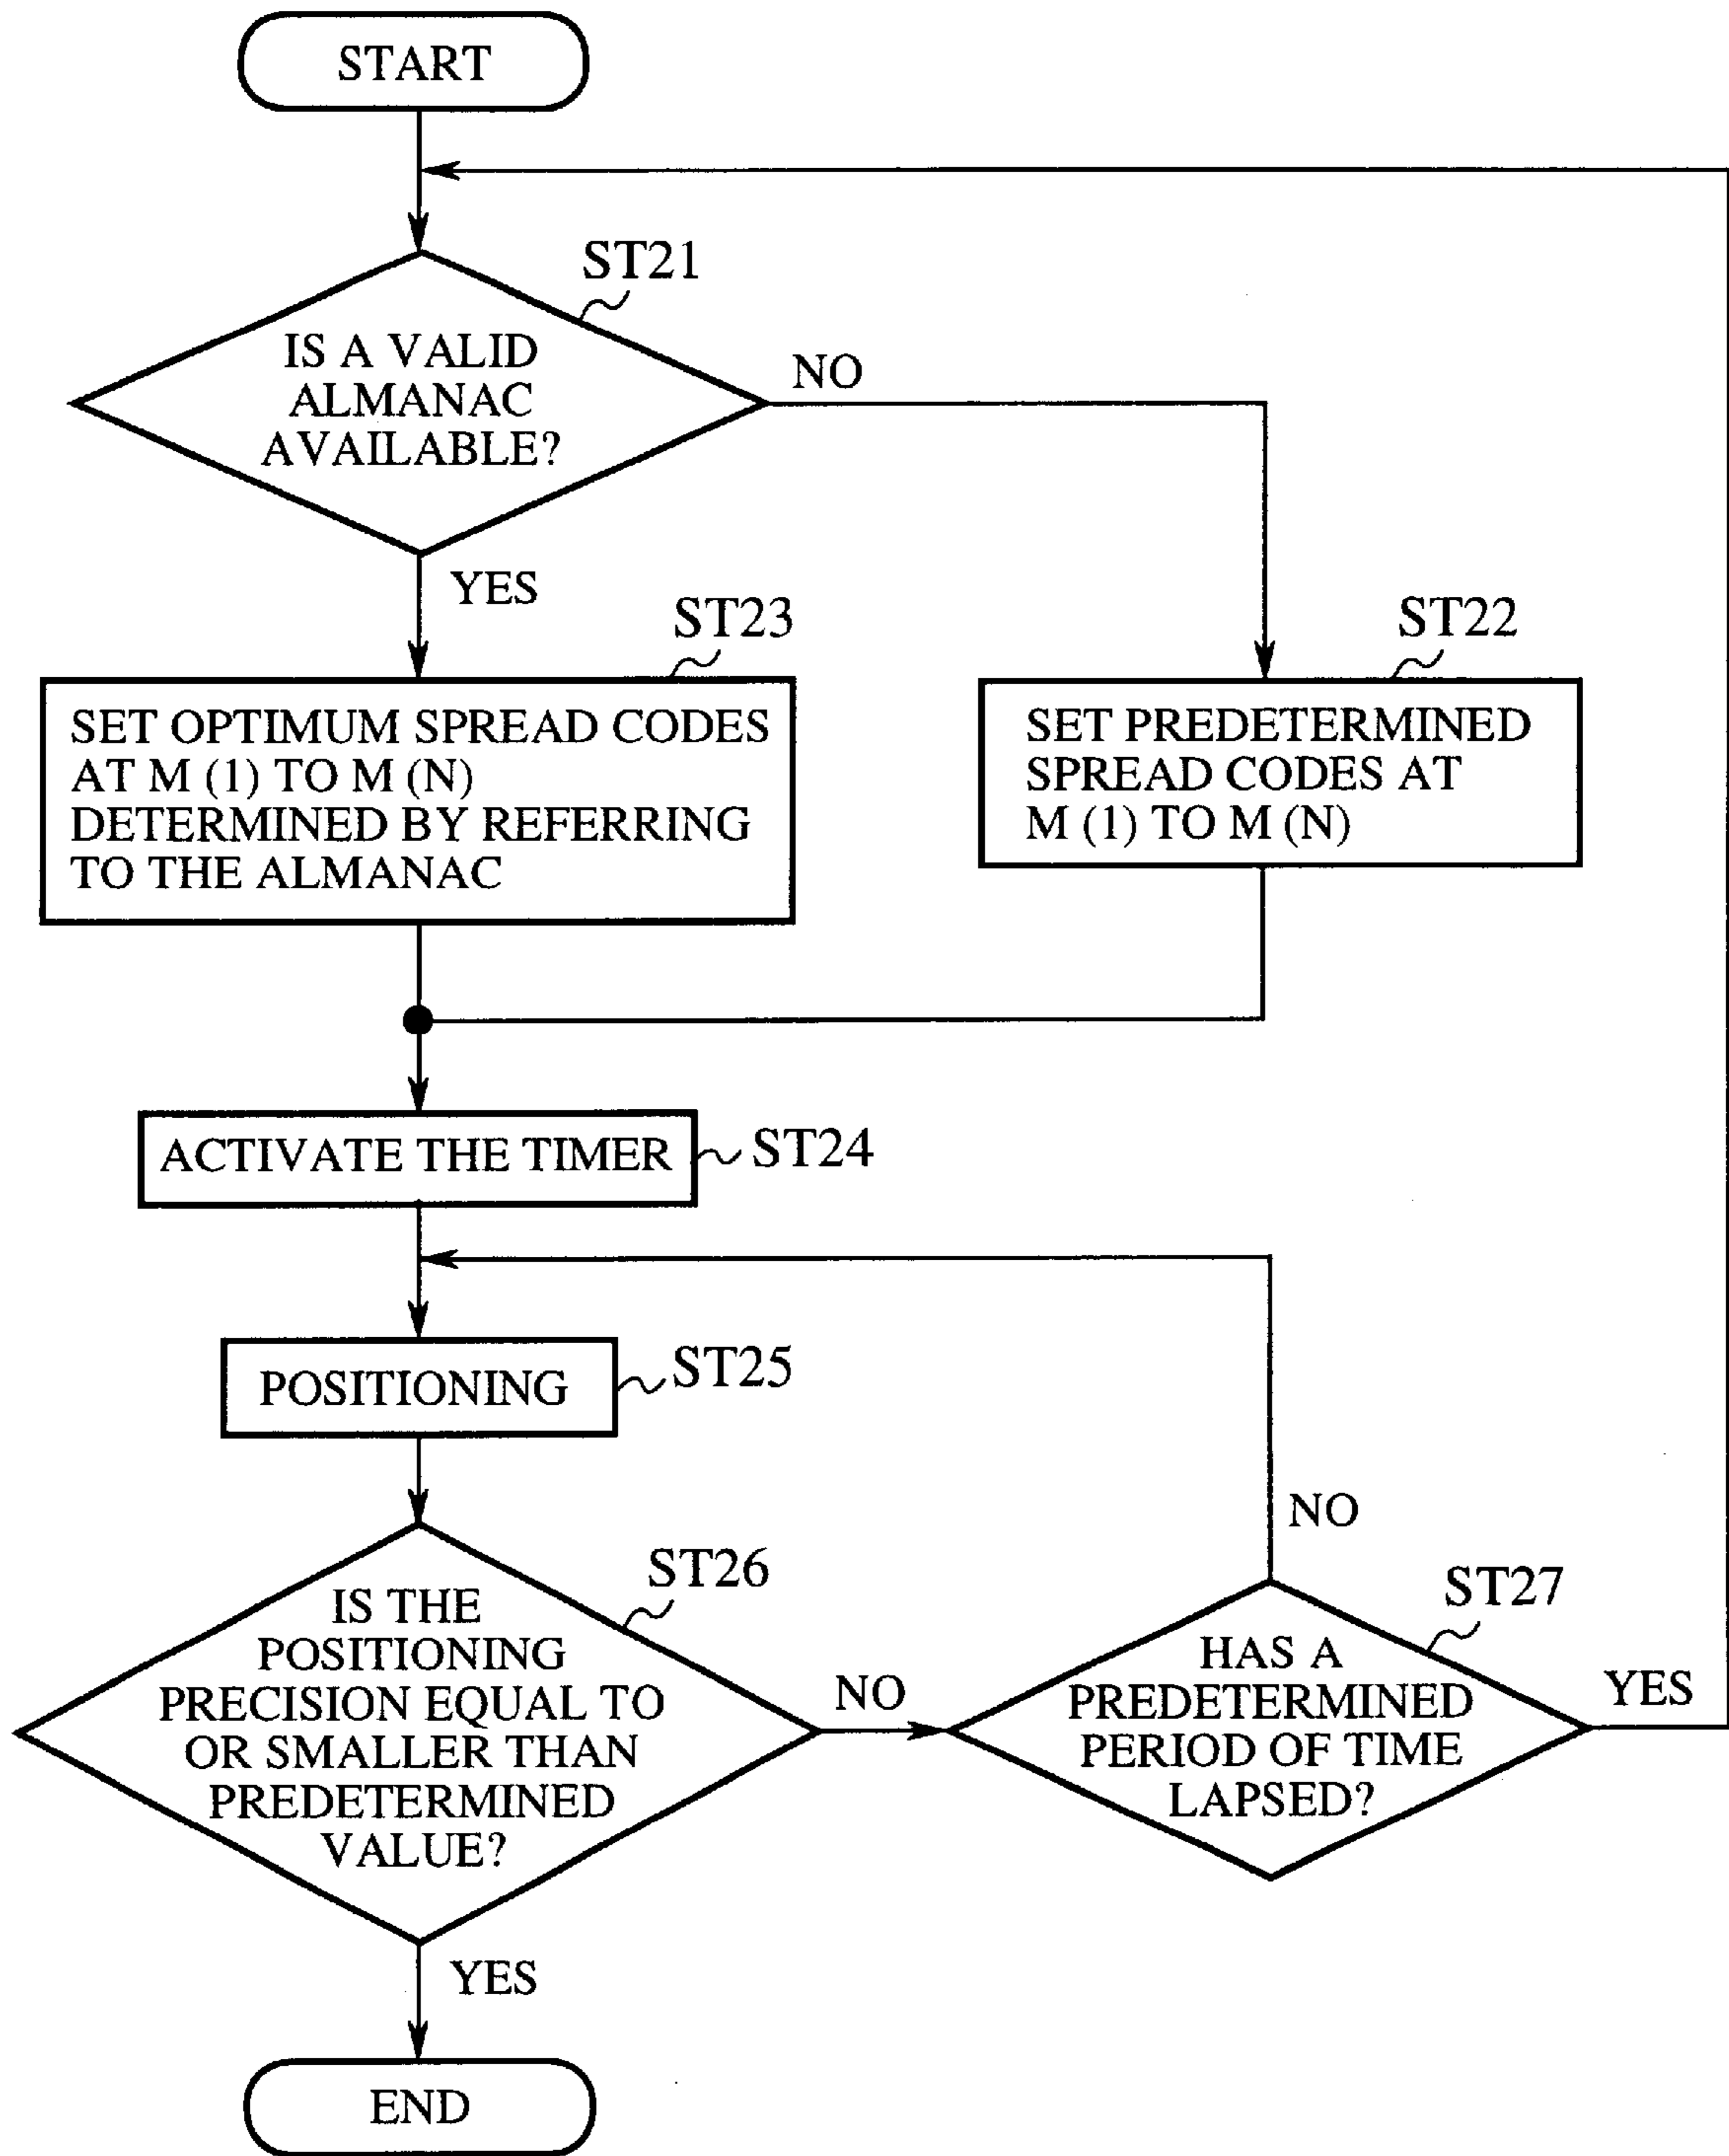 START
ST21
IS A VALID
ALMANAC
AVAILABLE?
NO
YES
ST23
SET OPTIMUM SPREAD CODES
AT M (1) TO M (N)
DETERMINED BY REFERRING
TO THE ALMANAC
ST22
SET PREDETERMINED
SPREAD CODES AT
M (1) TO M (N)
ACTIVATE THE TIMER
ST24
POSITIONING
ST25
ST26
IS THE
POSITIONING
PRECISION EQUAL TO
OR SMALLER THAN
PREDETERMINED
VALUE?
NO
YES
NO
ST27
HAS A
PREDETERMINED
PERIOD OF TIME
LAPSED?
YES
END